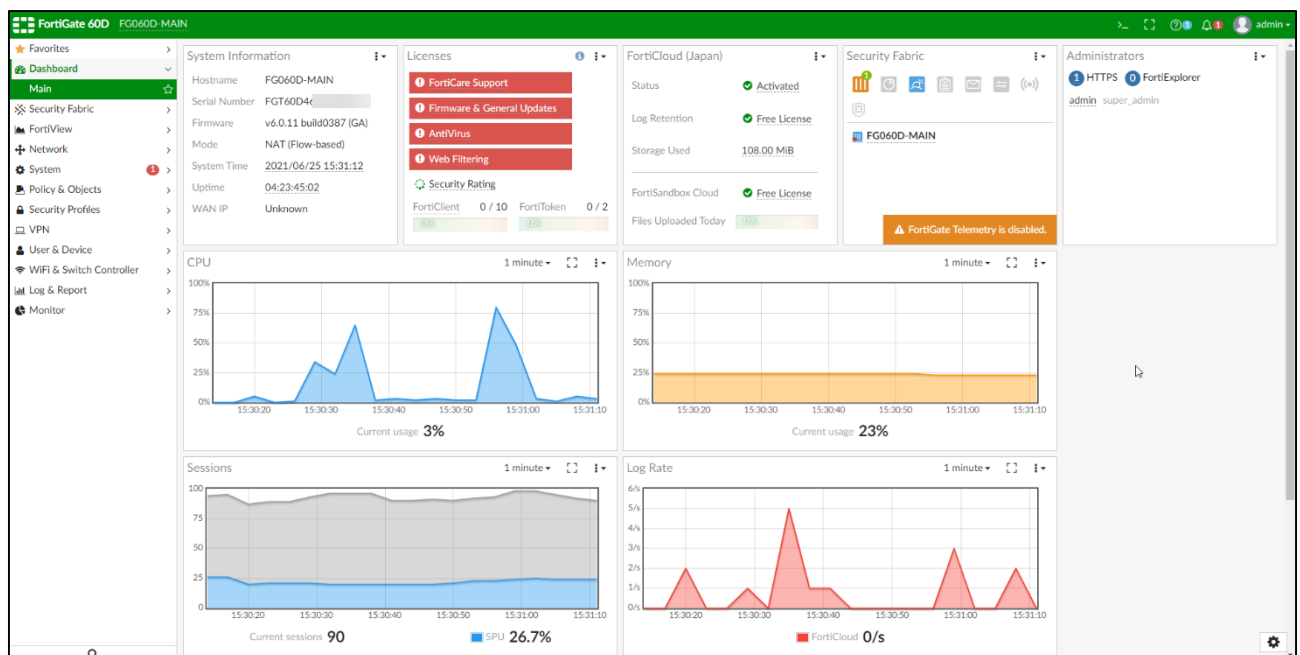 FortiGate 60D FG060D-MAIN
>_ 3 1 admin
Favorites
Dashboard
Main
Security Fabric
FortiView
Network
System 1
Policy & Objects
Security Profiles
VPN
User & Device
WiFi & Switch Controller
Log & Report
Monitor
System Information
Hostname FG060D-MAIN
Serial Number FGT60D4
Firmware v6.0.11 build0387 (GA)
Mode NAT (Flow-based)
System Time 2021/06/25 15:31:12
Uptime 04:23:45:02
WAN IP Unknown
Licenses
FortiCare Support
Firmware & General Updates
AntiVirus
Web Filtering
Security Rating
FortiClient 0 / 10 FortiToken 0 / 2
0% 0%
FortiCloud (Japan)
Status Activated
Log Retention Free License
Storage Used 108.00 MiB
FortiSandbox Cloud Free License
Files Uploaded Today 0%
Security Fabric
1
FG060D-MAIN
FortiGate Telemetry is disabled.
Administrators
1 HTTPS 0 FortiExplorer
admin super_admin
CPU 1 minute
100%
75%
50%
25%
0%
15:30:20 15:30:30 15:30:40 15:30:50 15:31:00 15:31:10
Current usage 3%
Memory 1 minute
100%
75%
50%
25%
0%
15:30:20 15:30:30 15:30:40 15:30:50 15:31:00 15:31:10
Current usage 23%
Sessions 1 minute
100
75
50
25
0
15:30:20 15:30:30 15:30:40 15:30:50 15:31:00 15:31:10
Current sessions 90 SPU 26.7%
Log Rate 1 minute
6/s
5/s
4/s
3/s
2/s
1/s
0/s
15:30:20 15:30:30 15:30:40 15:30:50 15:31:00 15:31:10
FortiCloud 0/s